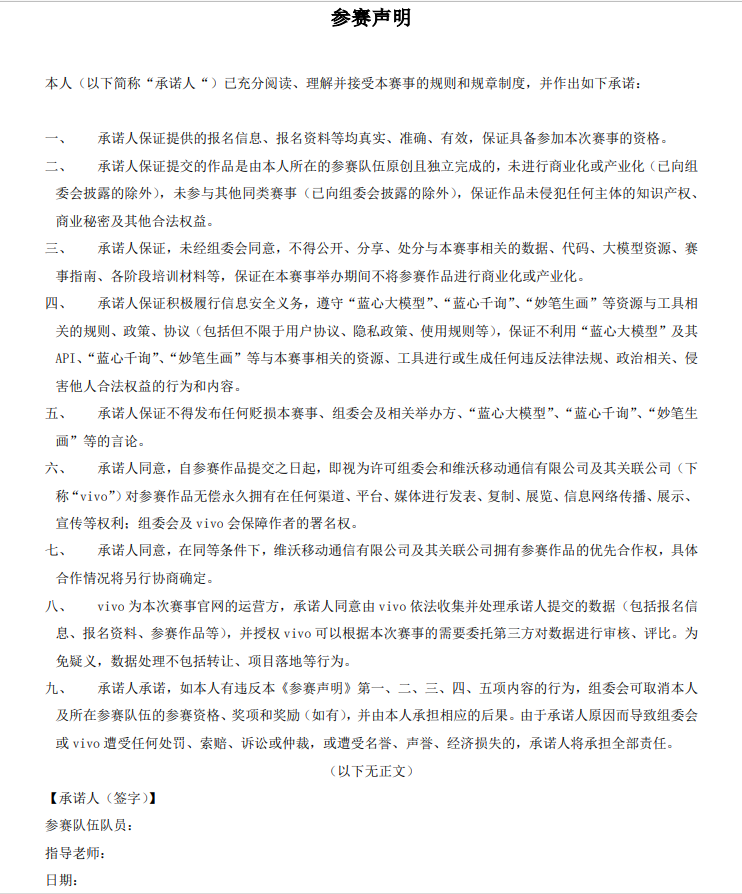 参赛声明
本人（以下简称“承诺人“）已充分阅读、理解并接受本赛事的规则和规章制度，并作出如下承诺：
一、 承诺人保证提供的报名信息、报名资料等均真实、准确、有效，保证具备参加本次赛事的资格。
二、 承诺人保证提交的作品是由本人所在的参赛队伍原创且独立完成的，未进行商业化或产业化（已向组
委会披露的除外），未参与其他同类赛事（已向组委会披露的除外），保证作品未侵犯任何主体的知识产权、
商业秘密及其他合法权益。
三、 承诺人保证，未经组委会同意，不得公开、分享、处分与本赛事相关的数据、代码、大模型资源、赛
事指南、各阶段培训材料等，保证在本赛事举办期间不将参赛作品进行商业化或产业化。
四、 承诺人保证积极履行信息安全义务，遵守“蓝心大模型”、“蓝心千询”、“妙笔生画”等资源与工具相
关的规则、政策、协议（包括但不限于用户协议、隐私政策、使用规则等），保证不利用“蓝心大模型”及其
API、“蓝心千询”、“妙笔生画”等与本赛事相关的资源、工具进行或生成任何违反法律法规、政治相关、侵
害他人合法权益的行为和内容。
五、 承诺人保证不得发布任何贬损本赛事、组委会及相关举办方、“蓝心大模型”、“蓝心千询”、“妙笔生
画”等的言论。
六、 承诺人同意，自参赛作品提交之日起，即视为许可组委会和维沃移动通信有限公司及其关联公司（下
称“vivo”）对参赛作品无偿永久拥有在任何渠道、平台、媒体进行发表、复制、展览、信息网络传播、展示、
宣传等权利；组委会及 vivo 会保障作者的署名权。
七、 承诺人同意，在同等条件下，维沃移动通信有限公司及其关联公司拥有参赛作品的优先合作权，具体
合作情况将另行协商确定。
八、 vivo 为本次赛事官网的运营方，承诺人同意由 vivo 依法收集并处理承诺人提交的数据（包括报名信
息、报名资料、参赛作品等），并授权 vivo 可以根据本次赛事的需要委托第三方对数据进行审核、评比。为
免疑义，数据处理不包括转让、项目落地等行为。
九、 承诺人承诺，如本人有违反本《参赛声明》第一、二、三、四、五项内容的行为，组委会可取消本人
及所在参赛队伍的参赛资格、奖项和奖励（如有），并由本人承担相应的后果。由于承诺人原因而导致组委会
或 vivo 遭受任何处罚、索赔、诉讼或仲裁，或遭受名誉、声誉、经济损失的，承诺人将承担全部责任。
（以下无正文）
【承诺人（签字）】
参赛队伍队员：
指导老师：
日期：